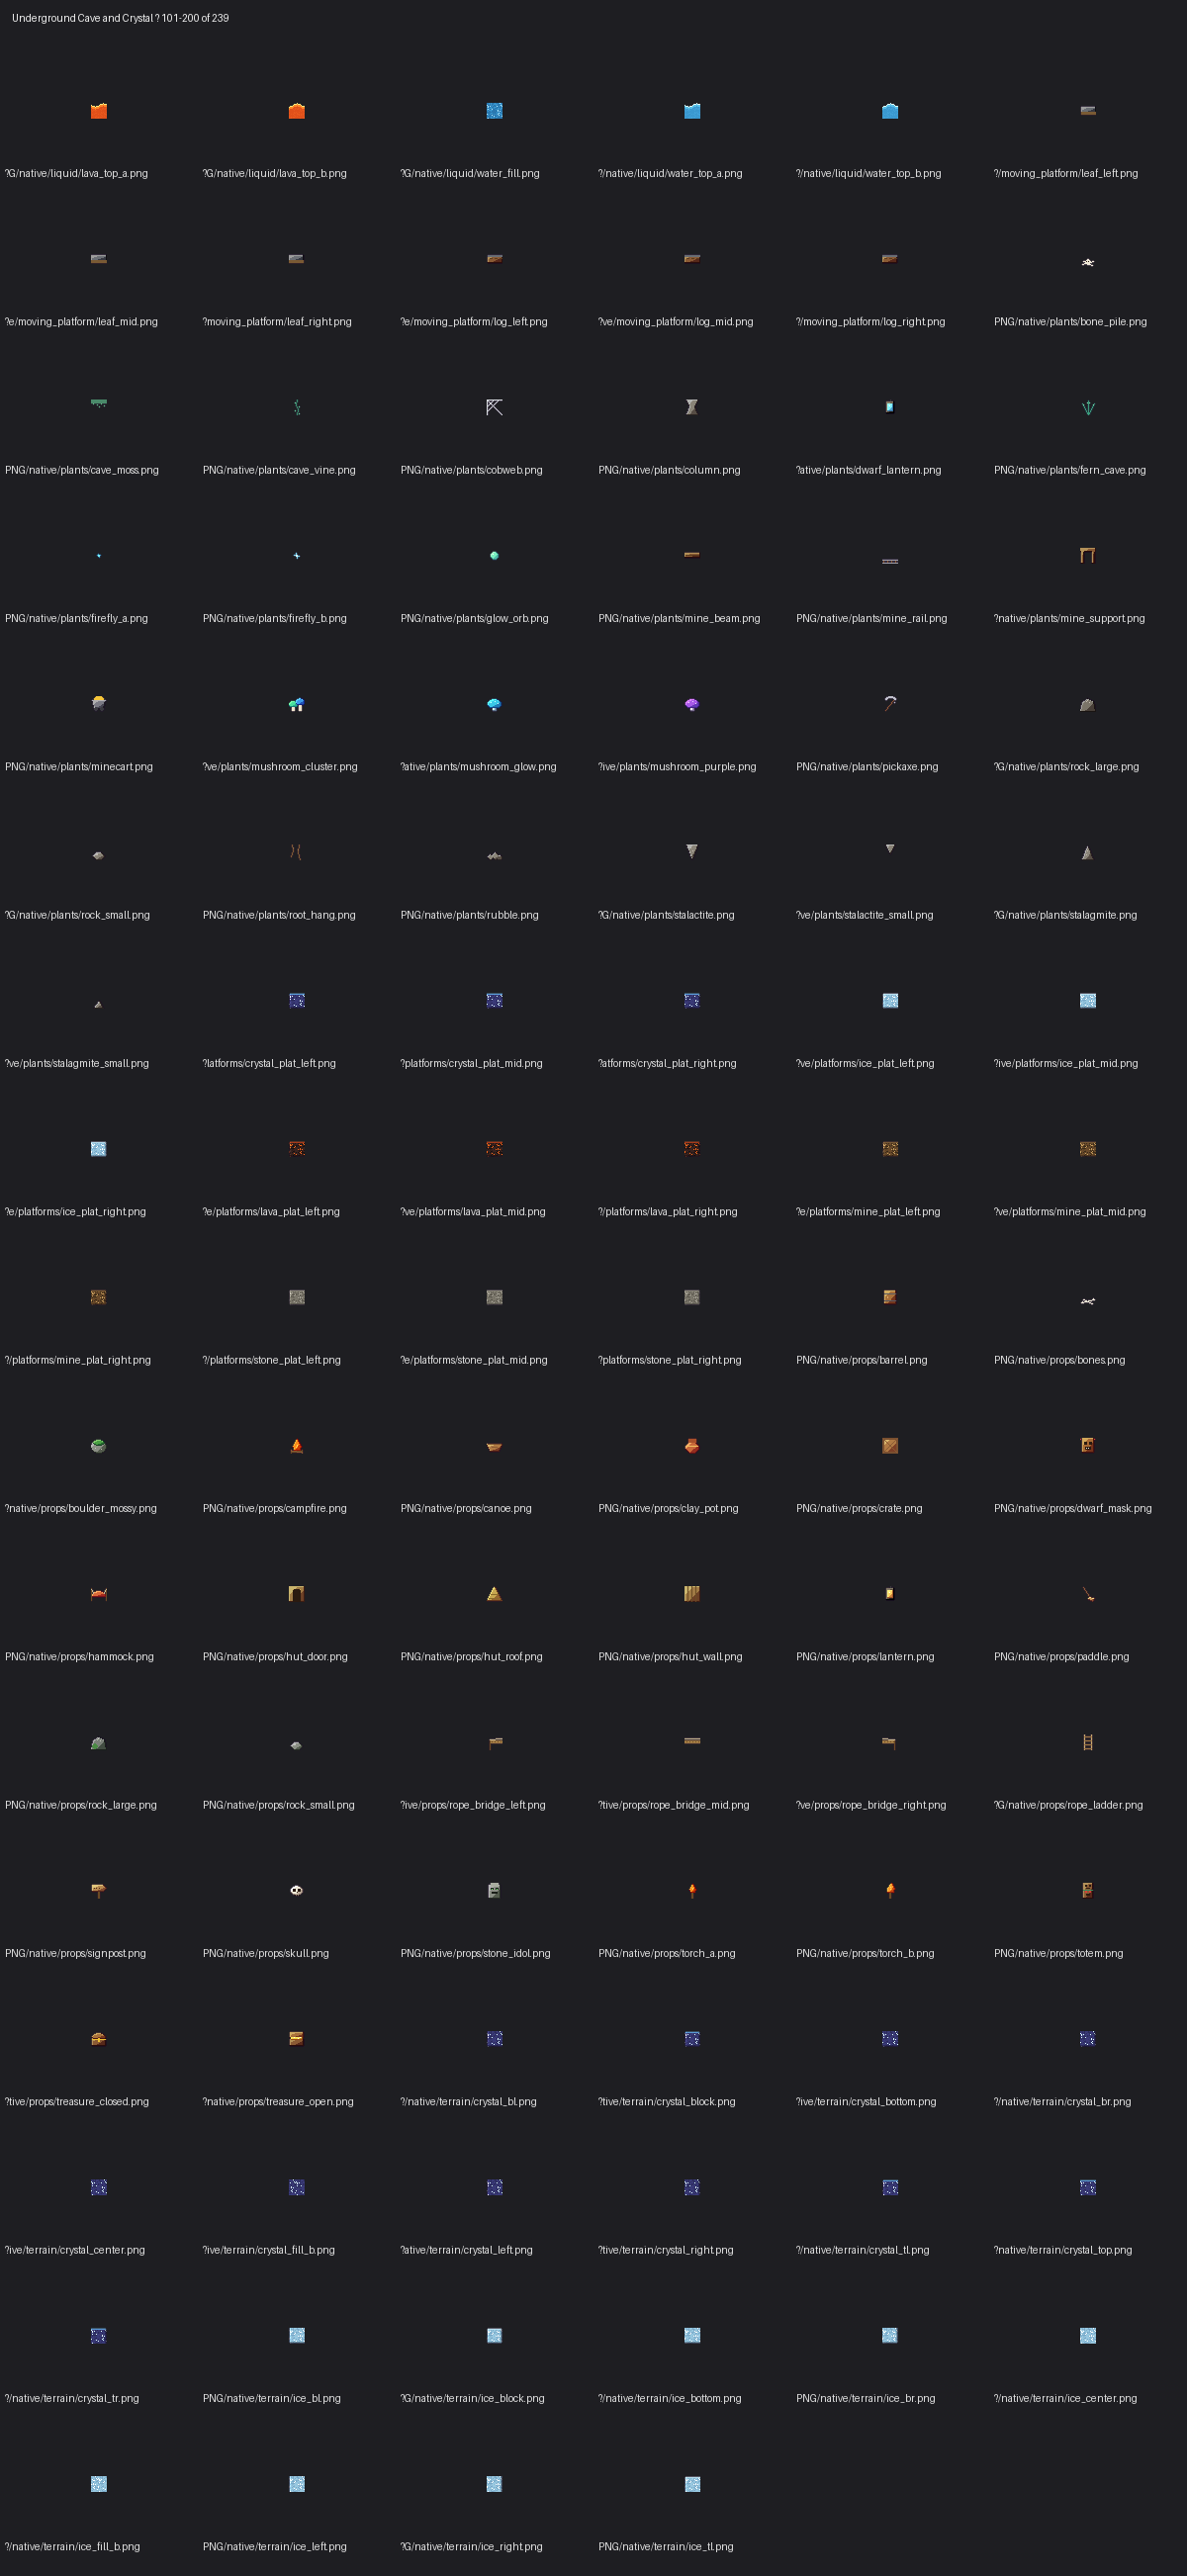 Underground Cave and Crystal ? 101-200 of 239
?G/native/liquid/lava_top_a.png ?G/native/liquid/lava_top_b.png ?G/native/liquid/water_fill.png ?/native/liquid/water_top_a.png ?/native/liquid/water_top_b.png ?/moving_platform/leaf_left.png
?e/moving_platform/leaf_mid.png ?moving_platform/leaf_right.png ?e/moving_platform/log_left.png ?ve/moving_platform/log_mid.png ?/moving_platform/log_right.png PNG/native/plants/bone_pile.png
PNG/native/plants/cave_moss.png PNG/native/plants/cave_vine.png PNG/native/plants/cobweb.png PNG/native/plants/column.png ?ative/plants/dwarf_lantern.png PNG/native/plants/fern_cave.png
PNG/native/plants/firefly_a.png PNG/native/plants/firefly_b.png PNG/native/plants/glow_orb.png PNG/native/plants/mine_beam.png PNG/native/plants/mine_rail.png ?native/plants/mine_support.png
PNG/native/plants/minecart.png ?ve/plants/mushroom_cluster.png ?ative/plants/mushroom_glow.png ?ive/plants/mushroom_purple.png PNG/native/plants/pickaxe.png ?G/native/plants/rock_large.png
?G/native/plants/rock_small.png PNG/native/plants/root_hang.png PNG/native/plants/rubble.png ?G/native/plants/stalactite.png ?ve/plants/stalactite_small.png ?G/native/plants/stalagmite.png
?ve/plants/stalagmite_small.png ?latforms/crystal_plat_left.png ?platforms/crystal_plat_mid.png ?atforms/crystal_plat_right.png ?ve/platforms/ice_plat_left.png ?ive/platforms/ice_plat_mid.png
?e/platforms/ice_plat_right.png ?e/platforms/lava_plat_left.png ?ve/platforms/lava_plat_mid.png ?/platforms/lava_plat_right.png ?e/platforms/mine_plat_left.png ?ve/platforms/mine_plat_mid.png
?/platforms/mine_plat_right.png ?/platforms/stone_plat_left.png ?e/platforms/stone_plat_mid.png ?platforms/stone_plat_right.png PNG/native/props/barrel.png PNG/native/props/bones.png
?native/props/boulder_mossy.png PNG/native/props/campfire.png PNG/native/props/canoe.png PNG/native/props/clay_pot.png PNG/native/props/crate.png PNG/native/props/dwarf_mask.png
PNG/native/props/hammock.png PNG/native/props/hut_door.png PNG/native/props/hut_roof.png PNG/native/props/hut_wall.png PNG/native/props/lantern.png PNG/native/props/paddle.png
PNG/native/props/rock_large.png PNG/native/props/rock_small.png ?ive/props/rope_bridge_left.png ?tive/props/rope_bridge_mid.png ?ve/props/rope_bridge_right.png ?G/native/props/rope_ladder.png
PNG/native/props/signpost.png PNG/native/props/skull.png PNG/native/props/stone_idol.png PNG/native/props/torch_a.png PNG/native/props/torch_b.png PNG/native/props/totem.png
?tive/props/treasure_closed.png ?native/props/treasure_open.png ?/native/terrain/crystal_bl.png ?tive/terrain/crystal_block.png ?ive/terrain/crystal_bottom.png ?/native/terrain/crystal_br.png
?ive/terrain/crystal_center.png ?ive/terrain/crystal_fill_b.png ?ative/terrain/crystal_left.png ?tive/terrain/crystal_right.png ?/native/terrain/crystal_tl.png ?native/terrain/crystal_top.png
?/native/terrain/crystal_tr.png PNG/native/terrain/ice_bl.png ?G/native/terrain/ice_block.png ?/native/terrain/ice_bottom.png PNG/native/terrain/ice_br.png ?/native/terrain/ice_center.png
?/native/terrain/ice_fill_b.png PNG/native/terrain/ice_left.png ?G/native/terrain/ice_right.png PNG/native/terrain/ice_tl.png